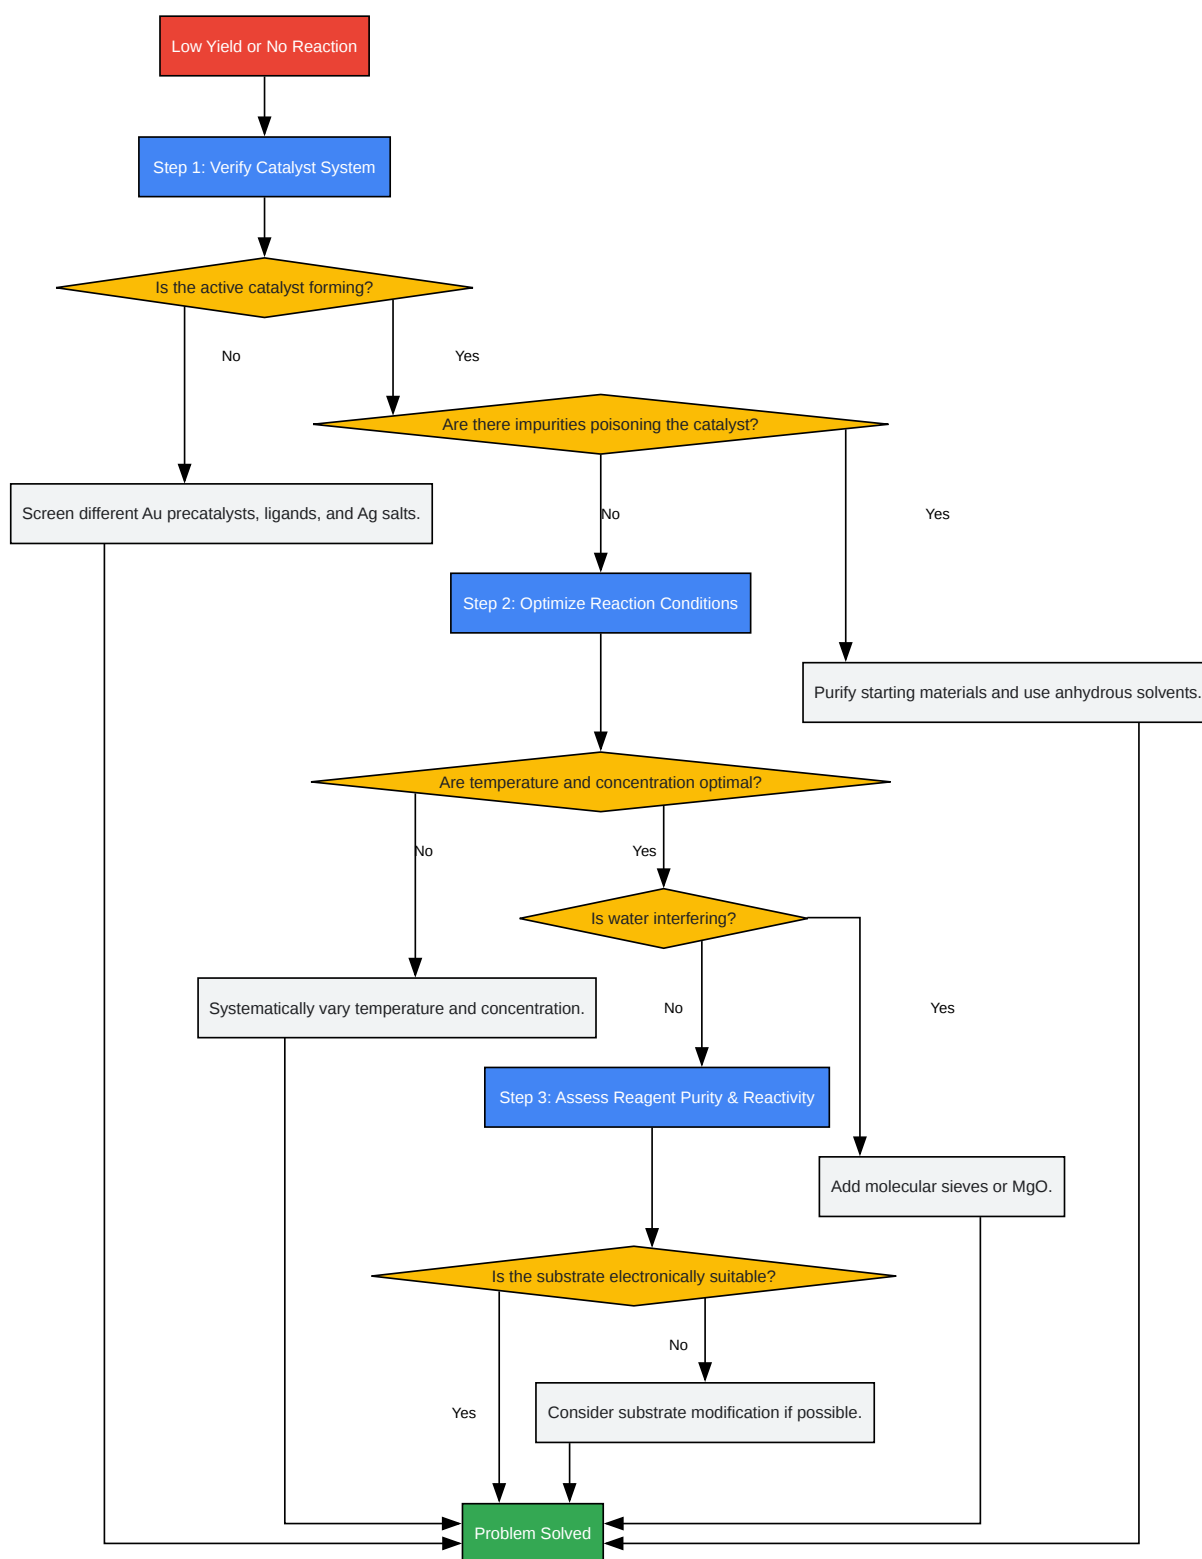 Low Yield or No Reaction
Step 1: Verify Catalyst System
Is the active catalyst forming?
No
Yes
Are there impurities poisoning the catalyst?
Screen different Au precatalysts, ligands, and Ag salts.
No
Yes
Step 2: Optimize Reaction Conditions
Purify starting materials and use anhydrous solvents.
Are temperature and concentration optimal?
No
Yes
Is water interfering?
Systematically vary temperature and concentration.
No
Yes
Step 3: Assess Reagent Purity & Reactivity
Add molecular sieves or MgO.
Is the substrate electronically suitable?
No
Yes
Consider substrate modification if possible.
Problem Solved